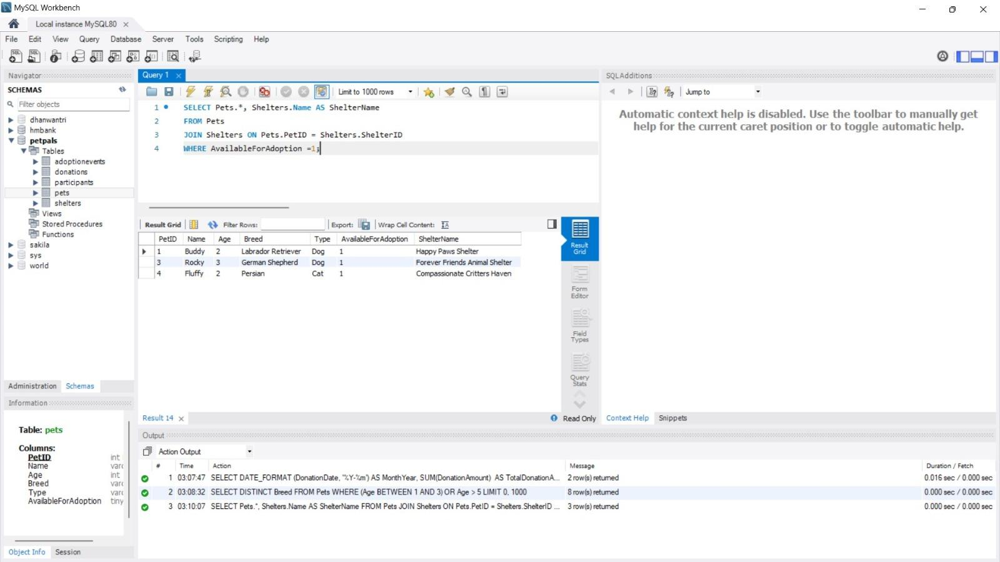 MySQL Workbench
Local instance MySQL80
File Edit View Query Database Server Tools Scripting Help
Navigator
SCHEMAS
Filter objects
dhanwantri
hmbank
petpals
Tables
adoptionevents
donations
participants
pets
shelters
Views
Stored Procedures
Functions
sakila
sys
world
Administration Schemas
Information
Table: pets
Columns:
PetID int
Name varc
Age int
Breed varc
Type varc
AvailableForAdoption tiny
Object Info Session
Query 1
Limit to 1000 rows
1 SELECT Pets.*, Shelters.Name AS ShelterName
2 FROM Pets
3 JOIN Shelters ON Pets.PetID = Shelters.ShelterID
4 WHERE AvailableForAdoption =1;
Result Grid Filter Rows: Export: Wrap Cell Content:
PetID Name Age Breed Type AvailableForAdoption ShelterName
1 Buddy 2 Labrador Retriever Dog 1 Happy Paws Shelter
3 Rocky 3 German Shepherd Dog 1 Forever Friends Animal Shelter
4 Fluffy 2 Persian Cat 1 Compassionate Critters Haven
Result Grid
Form Editor
Field Types
Query Stats
Result 14
Read Only
SQLAdditions
Jump to
Automatic context help is disabled. Use the toolbar to manually get
help for the current caret position or to toggle automatic help.
Context Help Snippets
Output
Action Output
# Time Action Message Duration / Fetch
1 03:07:47 SELECT DATE_FORMAT (DonationDate, '%Y-%m') AS MonthYear, SUM(DonationAmount) AS TotalDonationA... 2 row(s) returned 0.016 sec / 0.000 sec
2 03:08:32 SELECT DISTINCT Breed FROM Pets WHERE (Age BETWEEN 1 AND 3) OR Age > 5 LIMIT 0, 1000 8 row(s) returned 0.000 sec / 0.000 sec
3 03:10:07 SELECT Pets.*, Shelters.Name AS ShelterName FROM Pets JOIN Shelters ON Pets.PetID = Shelters.ShelterID ... 3 row(s) returned 0.000 sec / 0.000 sec